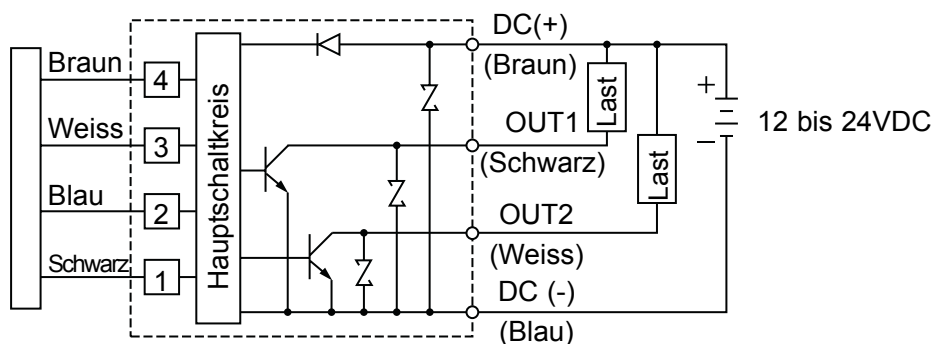 Braun
4
Weiss
3
Blau
2
Schwarz
1
Hauptschaltkreis
DC(+)
(Braun)
OUT1
(Schwarz)
OUT2
(Weiss)
DC (-)
(Blau)
Last
Last
+
−
12 bis 24VDC